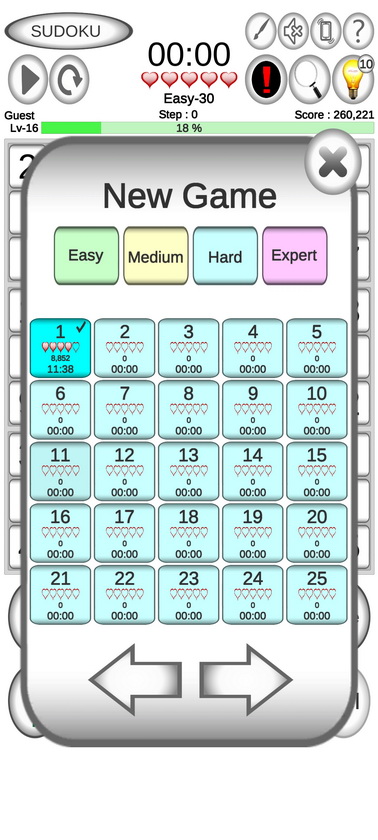 SUDOKU
00:00
?
10
Easy-30
Guest
Step : 0
Score : 260,221
Lv-16
18 %
New Game
Easy
Medium
Hard
Expert
1 2 3 4 5
8,852 0 0 0 0
11:38 00:00 00:00 00:00 00:00
6 7 8 9 10
0 0 0 0 0
00:00 00:00 00:00 00:00 00:00
11 12 13 14 15
0 0 0 0 0
00:00 00:00 00:00 00:00 00:00
16 17 18 19 20
0 0 0 0 0
00:00 00:00 00:00 00:00 00:00
21 22 23 24 25
0 0 0 0 0
00:00 00:00 00:00 00:00 00:00